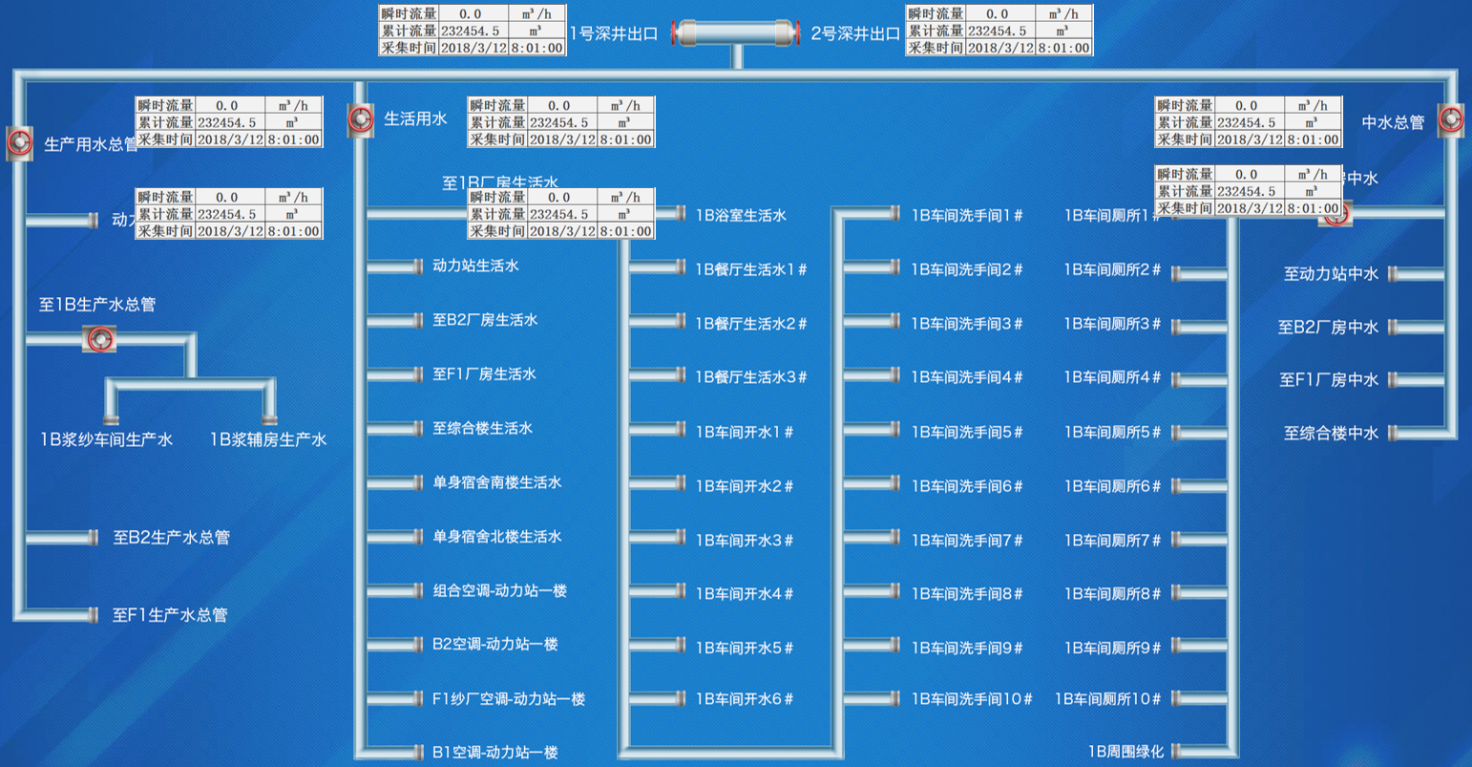 瞬时流量 0.0 m³/h
累计流量 232454.5 m³
采集时间 2018/3/12 8:01:00
1号深井出口
2号深井出口
瞬时流量 0.0 m³/h
累计流量 232454.5 m³
采集时间 2018/3/12 8:01:00
生产用水总管
瞬时流量 0.0 m³/h
累计流量 232454.5 m³
采集时间 2018/3/12 8:01:00
动力
瞬时流量 0.0 m³/h
累计流量 232454.5 m³
采集时间 2018/3/12 8:01:00
至1B生产水总管
1B浆纱车间生产水
1B浆辅房生产水
至B2生产水总管
至F1生产水总管
生活用水
瞬时流量 0.0 m³/h
累计流量 232454.5 m³
采集时间 2018/3/12 8:01:00
至1B厂房生活水
瞬时流量 0.0 m³/h
累计流量 232454.5 m³
采集时间 2018/3/12 8:01:00
动力站生活水
至B2厂房生活水
至F1厂房生活水
至综合楼生活水
单身宿舍南楼生活水
单身宿舍北楼生活水
组合空调-动力站一楼
B2空调-动力站一楼
F1纱厂空调-动力站一楼
B1空调-动力站一楼
1B浴室生活水
1B餐厅生活水1#
1B餐厅生活水2#
1B餐厅生活水3#
1B车间开水1#
1B车间开水2#
1B车间开水3#
1B车间开水4#
1B车间开水5#
1B车间开水6#
1B车间洗手间1#
1B车间洗手间2#
1B车间洗手间3#
1B车间洗手间4#
1B车间洗手间5#
1B车间洗手间6#
1B车间洗手间7#
1B车间洗手间8#
1B车间洗手间9#
1B车间洗手间10#
1B车间厕所1#
1B车间厕所2#
1B车间厕所3#
1B车间厕所4#
1B车间厕所5#
1B车间厕所6#
1B车间厕所7#
1B车间厕所8#
1B车间厕所9#
1B车间厕所10#
1B周围绿化
瞬时流量 0.0 m³/h
累计流量 232454.5 m³
采集时间 2018/3/12 8:01:00
中水总管
瞬时流量 0.0 m³/h
累计流量 232454.5 m³
采集时间 2018/3/12 8:01:00
中水
至动力站中水
至B2厂房中水
至F1厂房中水
至综合楼中水